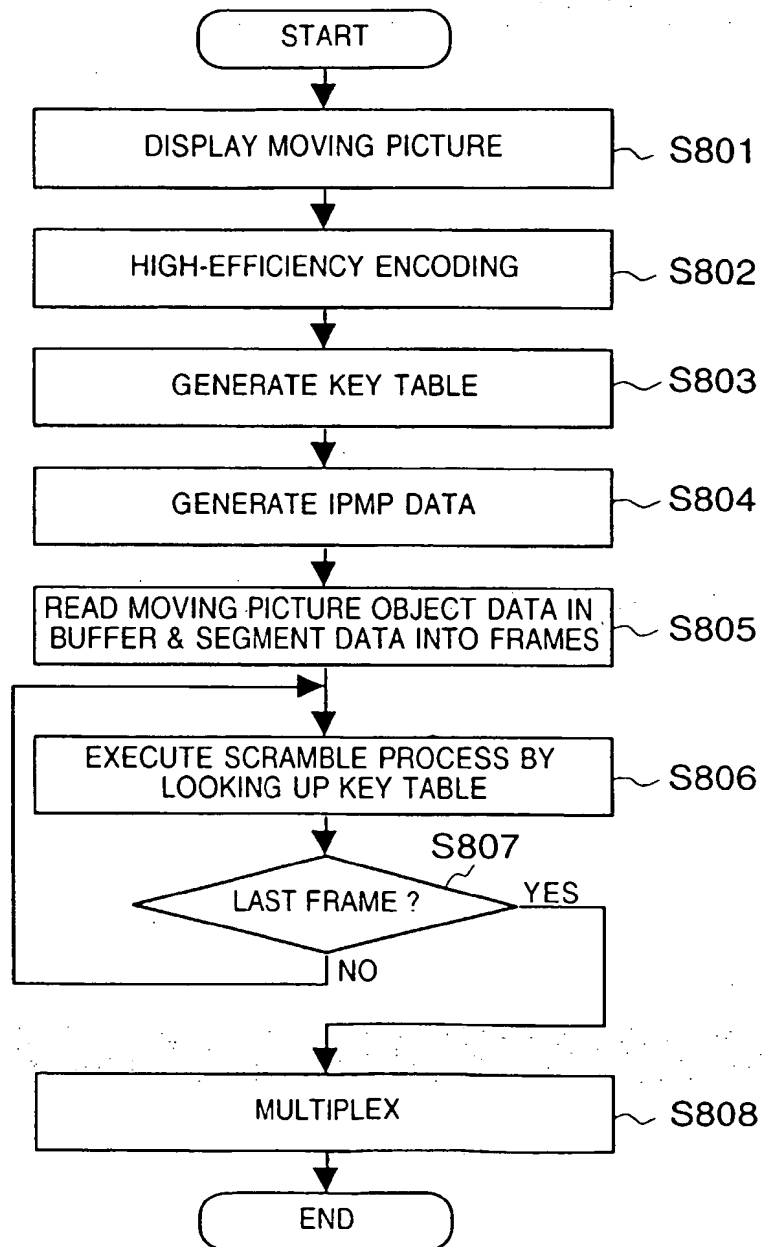 START
DISPLAY MOVING PICTURE
S801
HIGH-EFFICIENCY ENCODING
S802
GENERATE KEY TABLE
S803
GENERATE IPMP DATA
S804
READ MOVING PICTURE OBJECT DATA IN
BUFFER & SEGMENT DATA INTO FRAMES
S805
EXECUTE SCRAMBLE PROCESS BY
LOOKING UP KEY TABLE
S806
S807
LAST FRAME ?
YES
NO
MULTIPLEX
S808
END